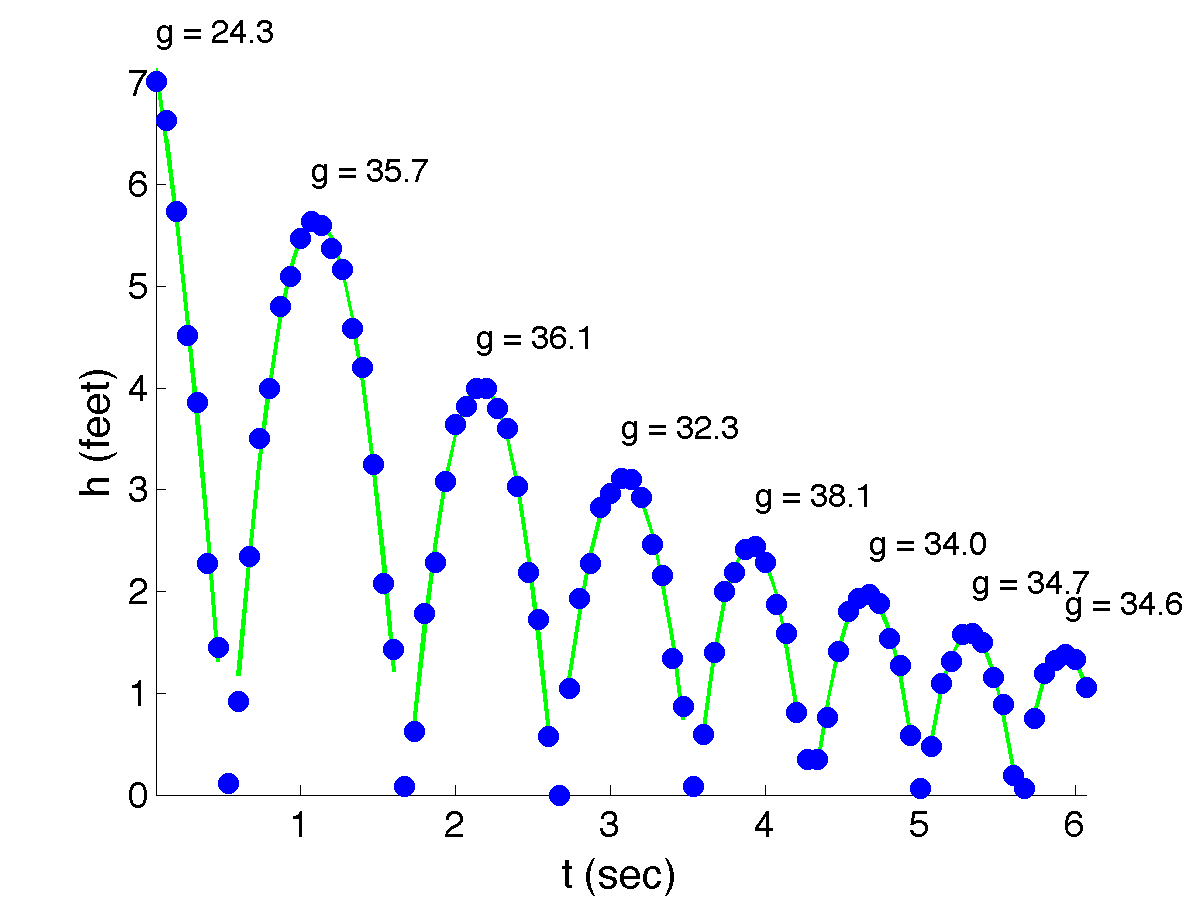 g = 24.3
g = 35.7
g = 36.1
g = 32.3
g = 38.1
g = 34.0
g = 34.7
g = 34.6
7
6
5
4
3
2
1
0
h (feet)
1 2 3 4 5 6
t (sec)